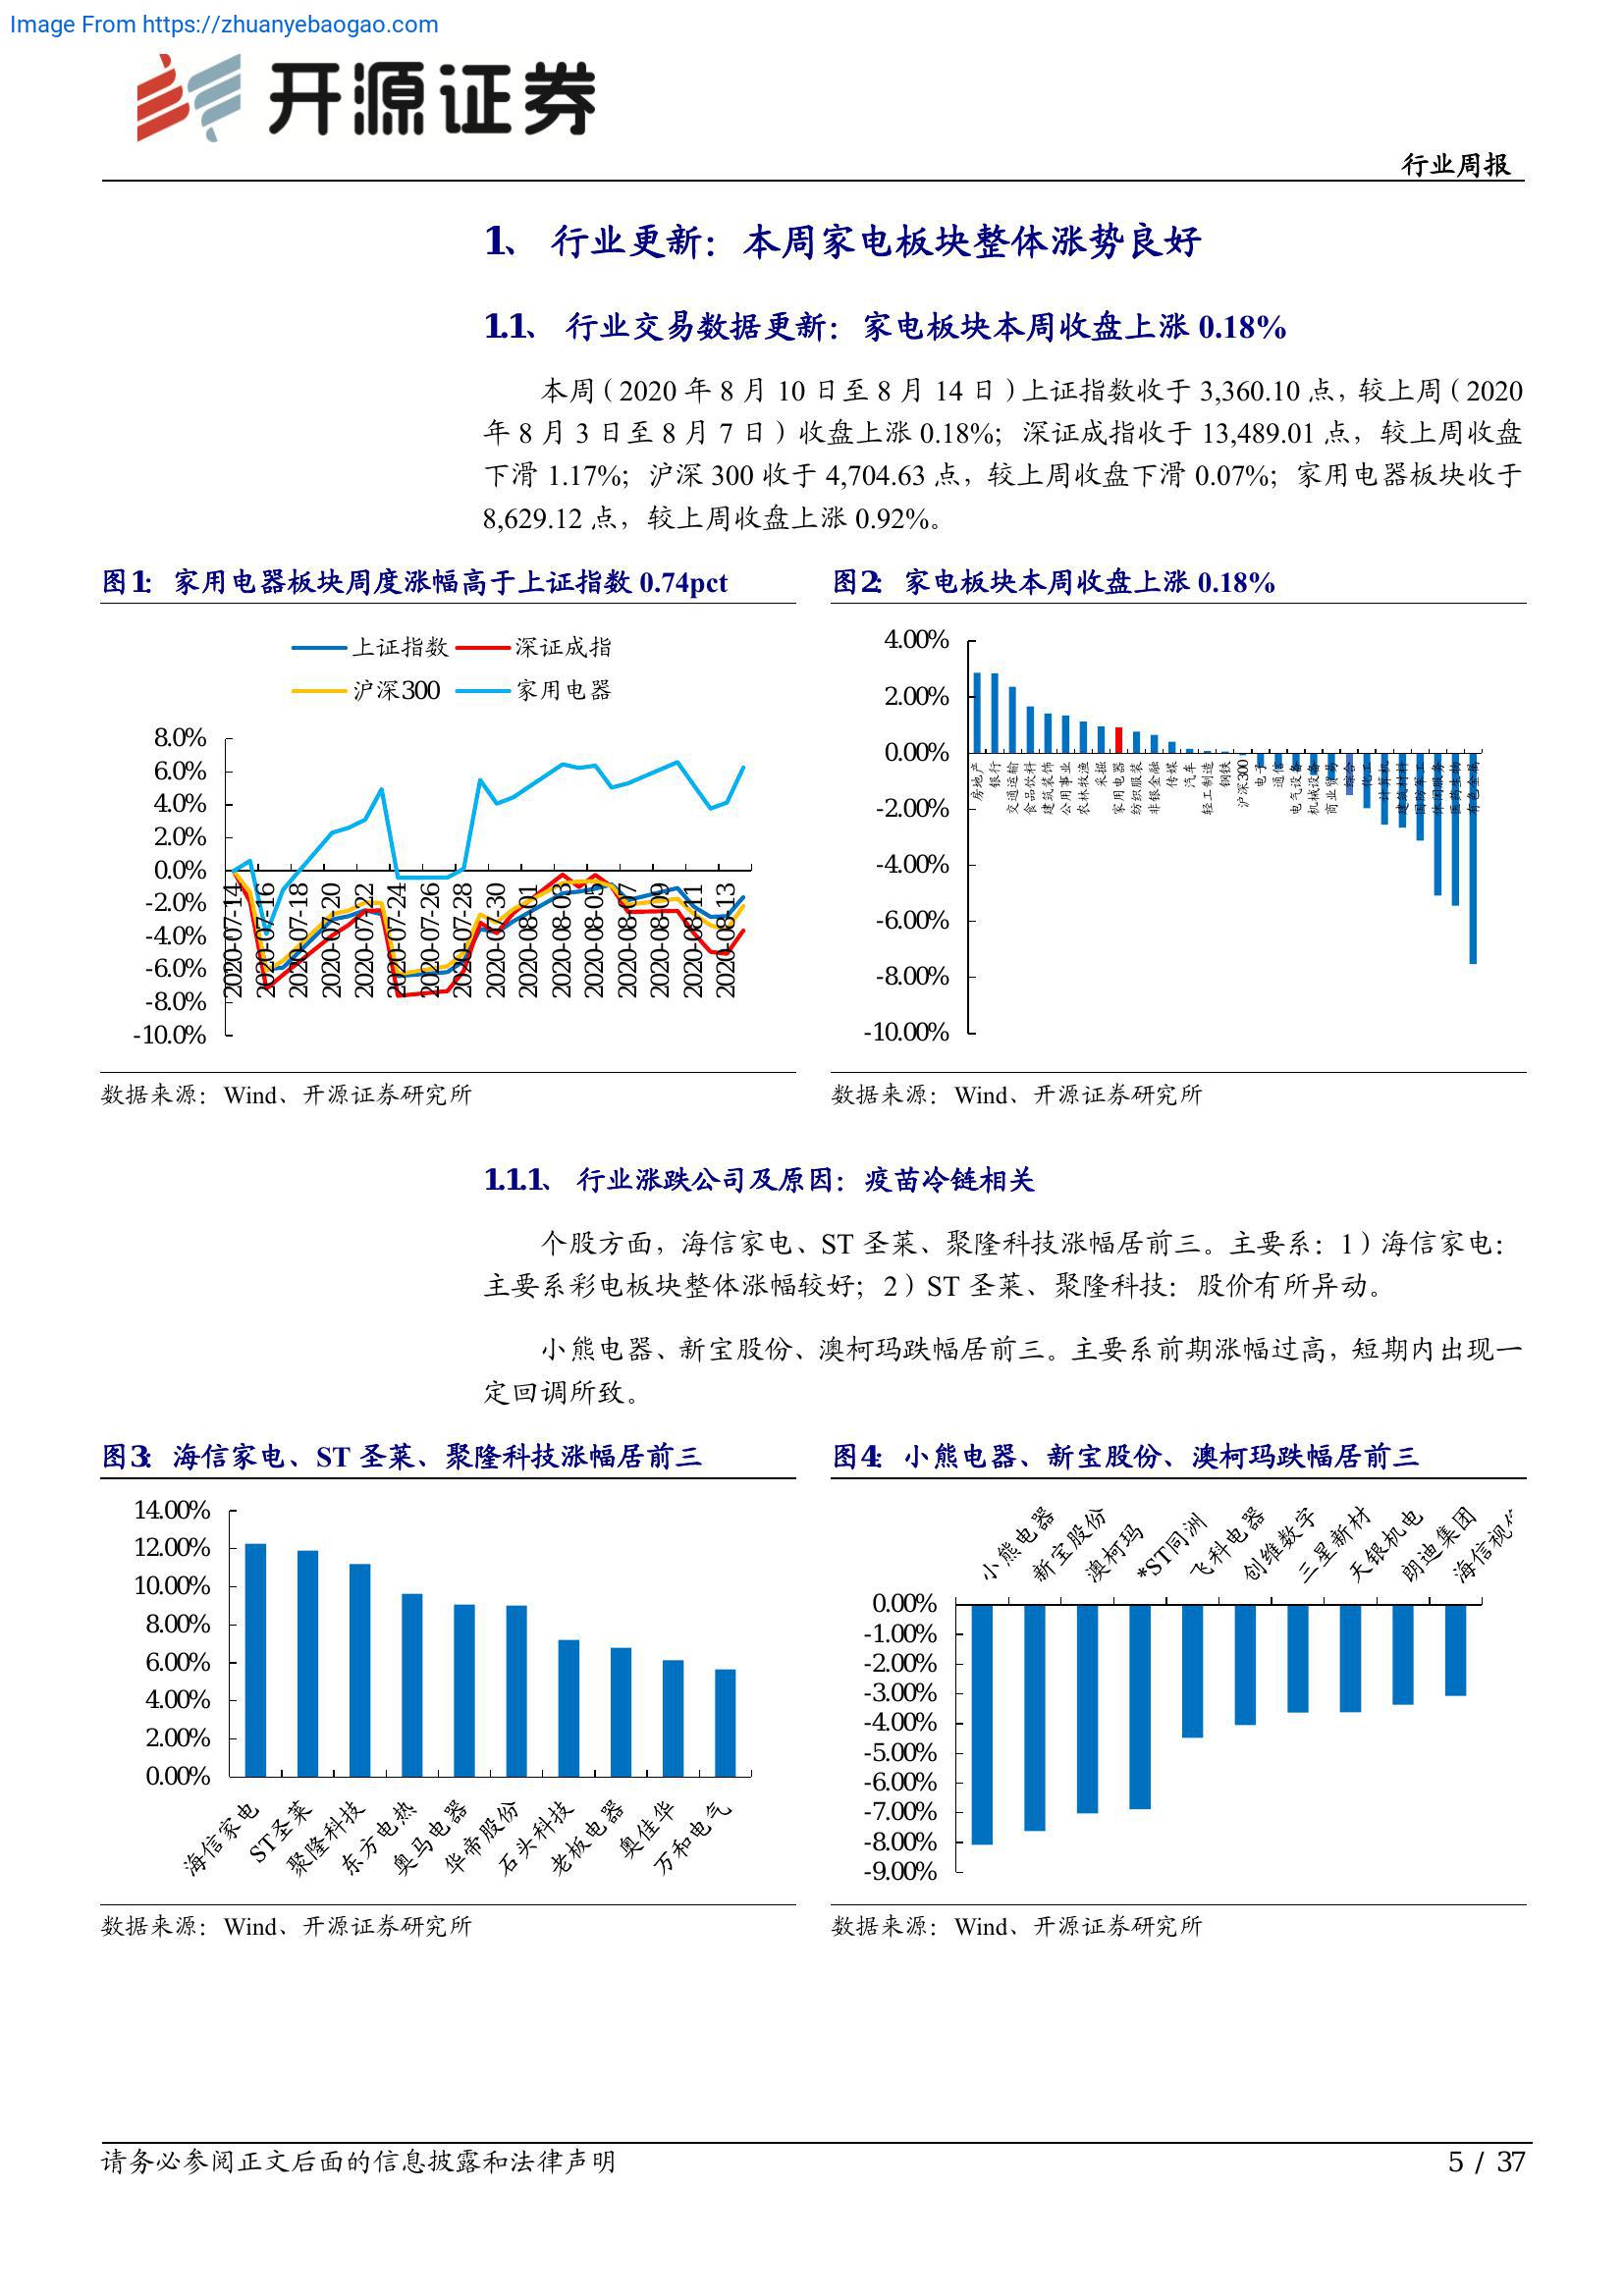 Image From https://zhuanyebaogao.com
开源证券
行业周报
1、 行业更新：本周家电板块整体涨势良好
1.1、 行业交易数据更新：家电板块本周收盘上涨 0.18%
本周（2020 年 8 月 10 日至 8 月 14 日）上证指数收于 3,360.10 点，较上周（2020
年 8 月 3 日至 8 月 7 日）收盘上涨 0.18%；深证成指收于 13,489.01 点，较上周收盘
下滑 1.17%；沪深 300 收于 4,704.63 点，较上周收盘下滑 0.07%；家用电器板块收于
8,629.12 点，较上周收盘上涨 0.92%。
图1： 家用电器板块周度涨幅高于上证指数 0.74pct
上证指数 深证成指
沪深300 家用电器
8.0%
6.0%
4.0%
2.0%
0.0%
-2.0%
-4.0%
-6.0%
-8.0%
-10.0%
2020-07-14
2020-07-16
2020-07-18
2020-07-20
2020-07-22
2020-07-24
2020-07-26
2020-07-28
2020-07-30
2020-08-01
2020-08-03
2020-08-05
2020-08-07
2020-08-09
2020-08-11
2020-08-13
数据来源：Wind、开源证券研究所
图2： 家电板块本周收盘上涨 0.18%
4.00%
2.00%
0.00%
-2.00%
-4.00%
-6.00%
-8.00%
-10.00%
房地产
银行
交通运输
食品饮料
建筑装饰
公用事业
农林牧渔
采掘
家用电器
纺织服装
非银金融
传媒
汽车
轻工制造
钢铁
沪深300
电子
通信
电气设备
机械设备
商业贸易
综合
化工
计算机
建筑材料
国防军工
休闲服务
医药生物
有色金属
数据来源：Wind、开源证券研究所
1.1.1、 行业涨跌公司及原因：疫苗冷链相关
个股方面，海信家电、ST 圣莱、聚隆科技涨幅居前三。主要系：1）海信家电：
主要系彩电板块整体涨幅较好；2）ST 圣莱、聚隆科技：股价有所异动。
小熊电器、新宝股份、澳柯玛跌幅居前三。主要系前期涨幅过高，短期内出现一
定回调所致。
图3： 海信家电、ST 圣莱、聚隆科技涨幅居前三
14.00%
12.00%
10.00%
8.00%
6.00%
4.00%
2.00%
0.00%
海信家电
ST圣莱
聚隆科技
东方电热
奥马电器
华帝股份
石头科技
老板电器
奥佳华
万和电气
数据来源：Wind、开源证券研究所
图4： 小熊电器、新宝股份、澳柯玛跌幅居前三
小熊电器
新宝股份
澳柯玛
*ST同洲
飞科电器
创维数字
三星新材
天银机电
朗迪集团
海信视
0.00%
-1.00%
-2.00%
-3.00%
-4.00%
-5.00%
-6.00%
-7.00%
-8.00%
-9.00%
数据来源：Wind、开源证券研究所
请务必参阅正文后面的信息披露和法律声明
5 / 37